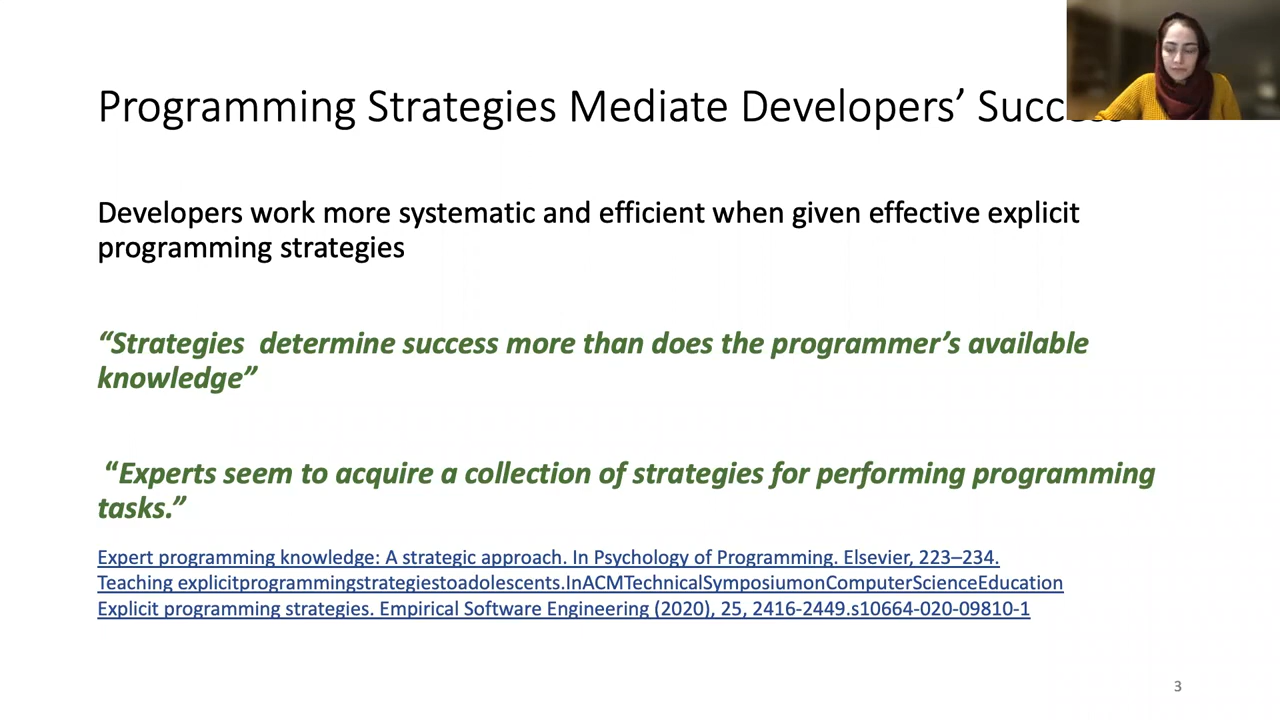 Programming Strategies Mediate Developers’ Success
Developers work more systematic and efficient when given effective explicit
programming strategies
“Strategies  determine success more than does the programmer’s available
knowledge”
“Experts seem to acquire a collection of strategies for performing programming
tasks.”
Expert programming knowledge: A strategic approach. In Psychology of Programming. Elsevier, 223–234.
Teaching explicitprogrammingstrategiestoadolescents.InACMTechnicalSymposiumonComputerScienceEducation
Explicit programming strategies. Empirical Software Engineering (2020), 25, 2416-2449.s10664-020-09810-1
3